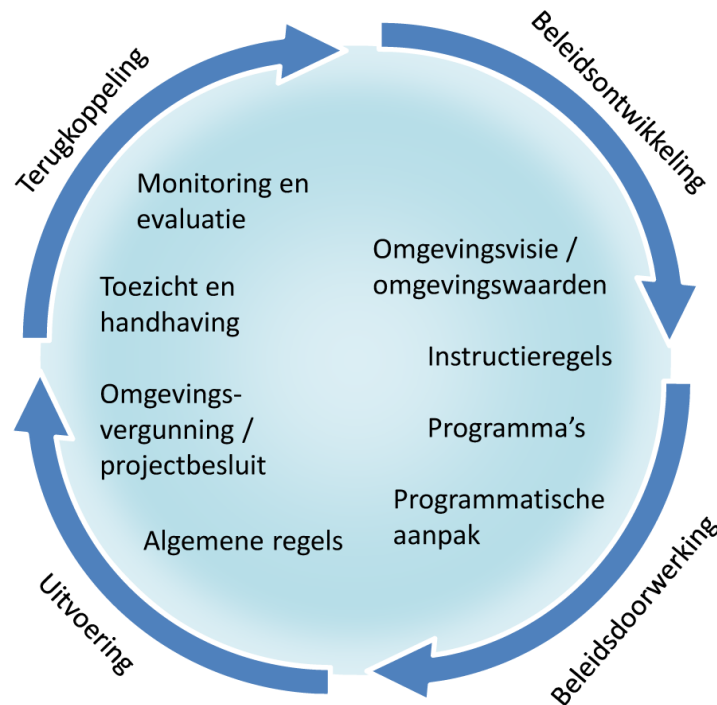 Beleidsontwikkeling
Omgevingsvisie /
omgevingswaarden
Instructieregels
Programma's
Programmatische
aanpak
Beleidsdoorwerking
Algemene regels
Uitvoering
Omgevings-
vergunning /
projectbesluit
Toezicht en
handhaving
Monitoring en
evaluatie
Terugkoppeling